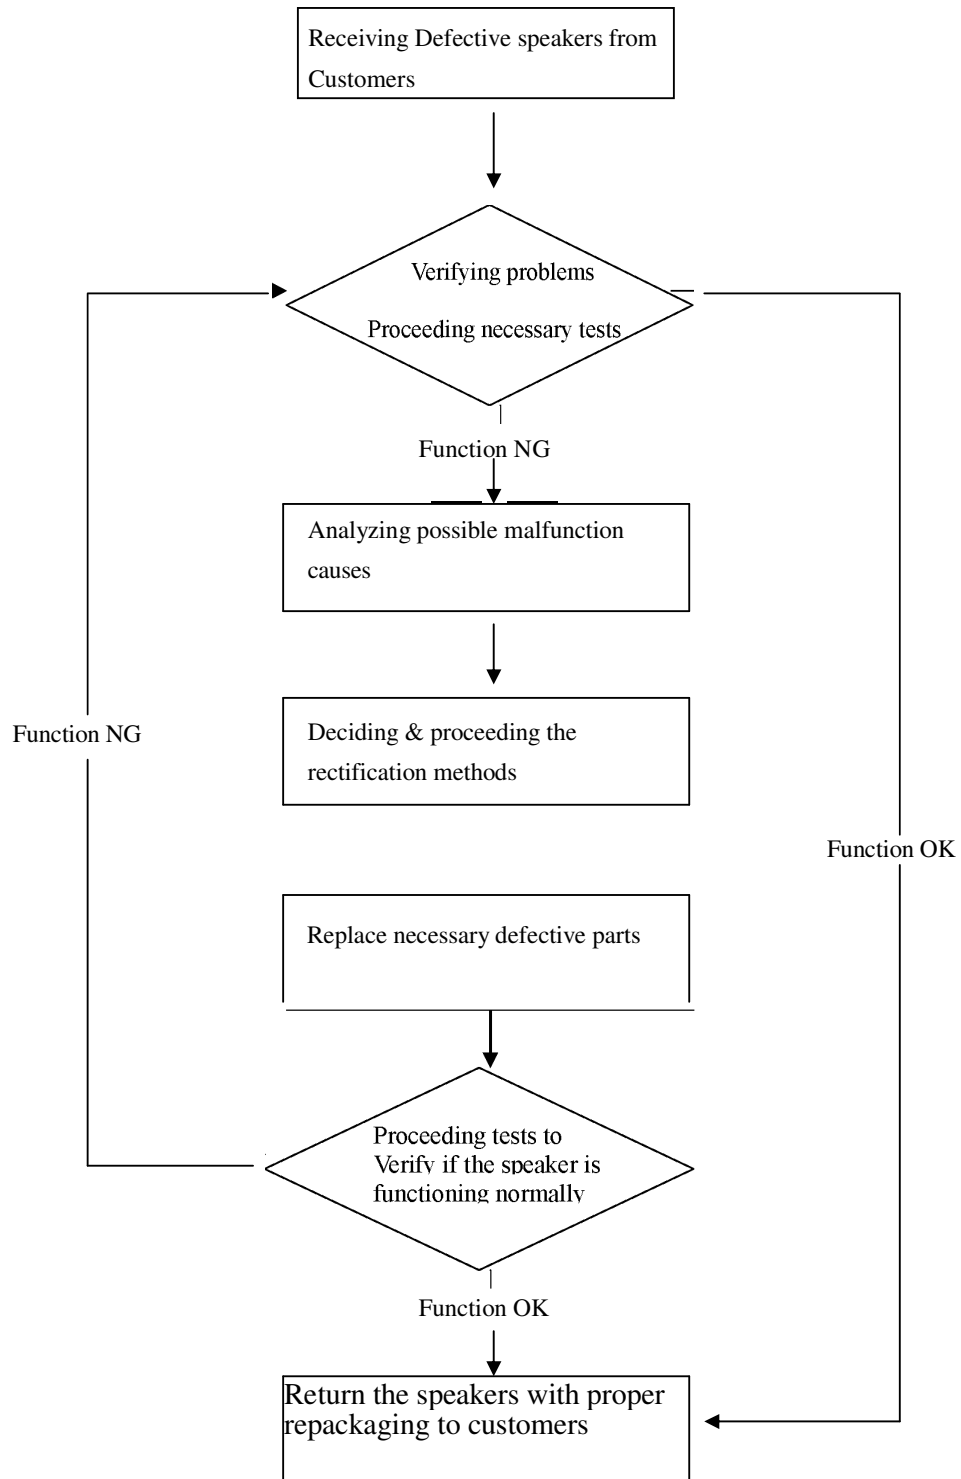 Receiving Defective speakers from
Customers
Verifying problems
Proceeding necessary tests
Function NG
Analyzing possible malfunction
causes
Deciding & proceeding the
rectification methods
Function NG
Function OK
Replace necessary defective parts
Proceeding tests to
Verify if the speaker is
functioning normally
Function OK
Return the speakers with proper
repackaging to customers